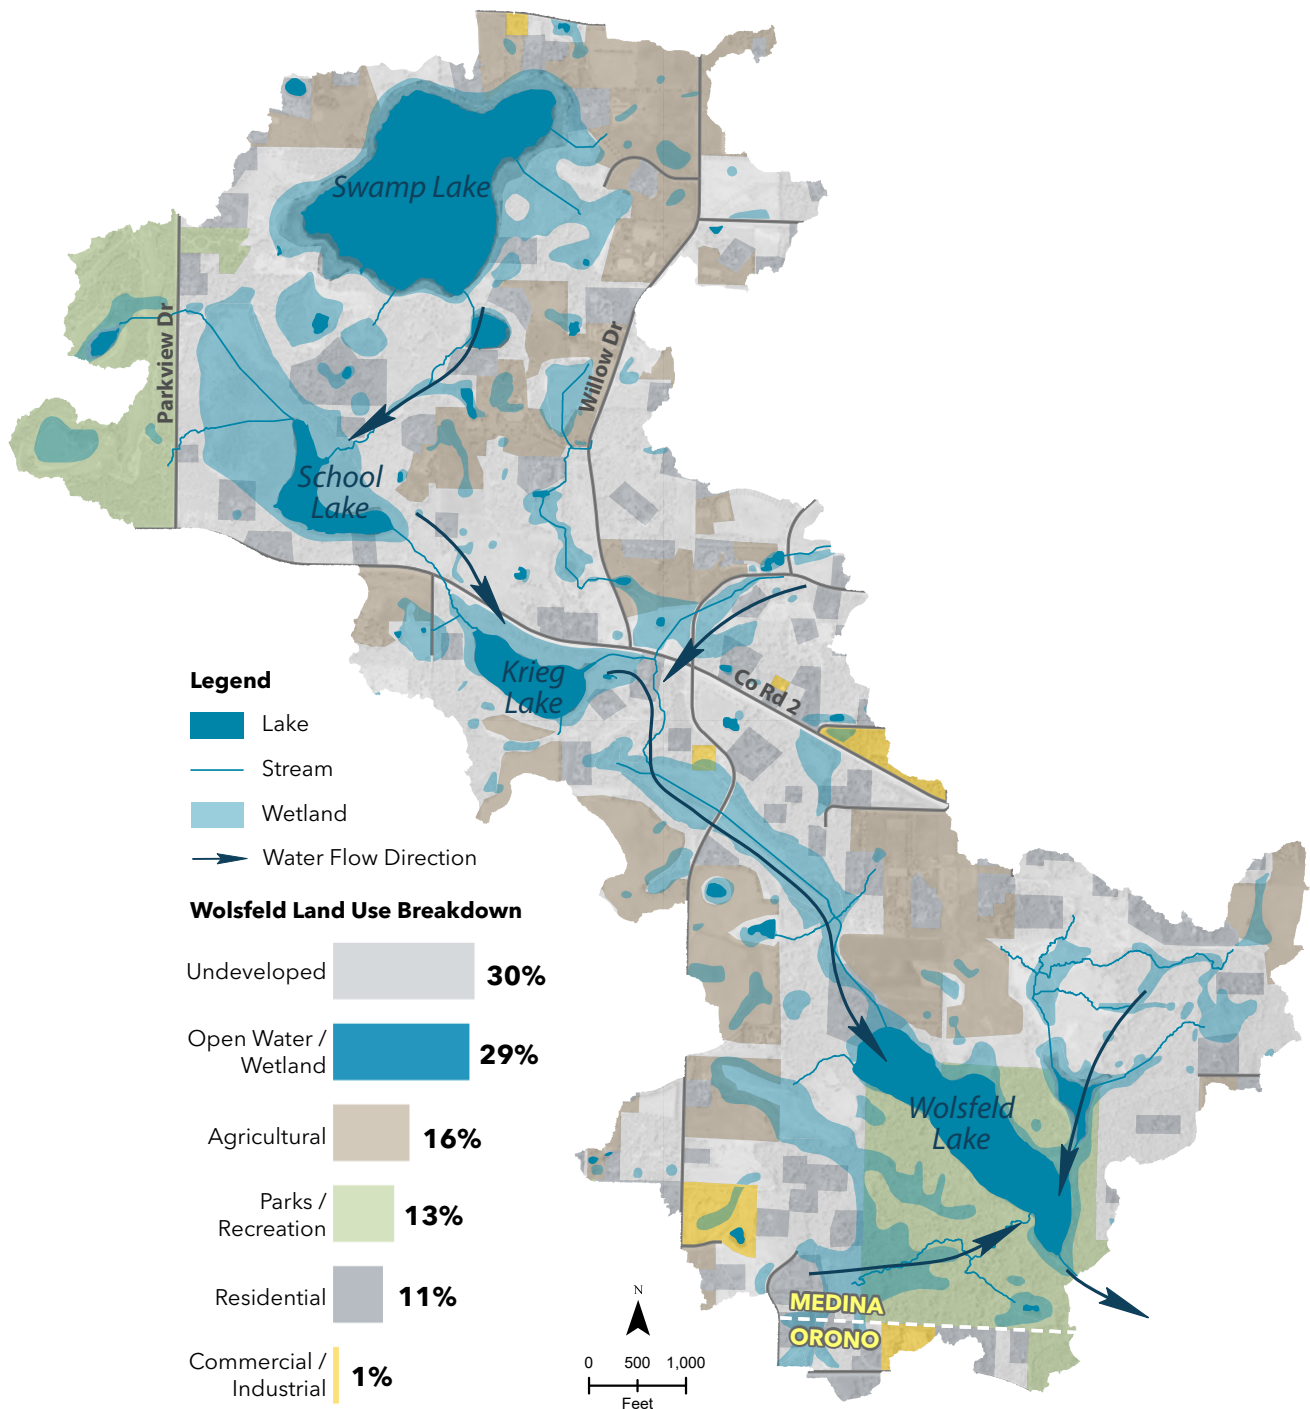 Swamp Lake
Parkview Dr
Willow Dr
School
Lake
Krieg
Lake
Co Rd 2
Legend
Lake
Stream
Wetland
Water Flow Direction
Wolsfeld Land Use Breakdown
Undeveloped 30%
Open Water /
Wetland 29%
Agricultural 16%
Parks /
Recreation 13%
Residential 11%
Commercial /
Industrial 1%
Wolsfeld
Lake
MEDINA
ORONO
N
0 500 1,000
Feet